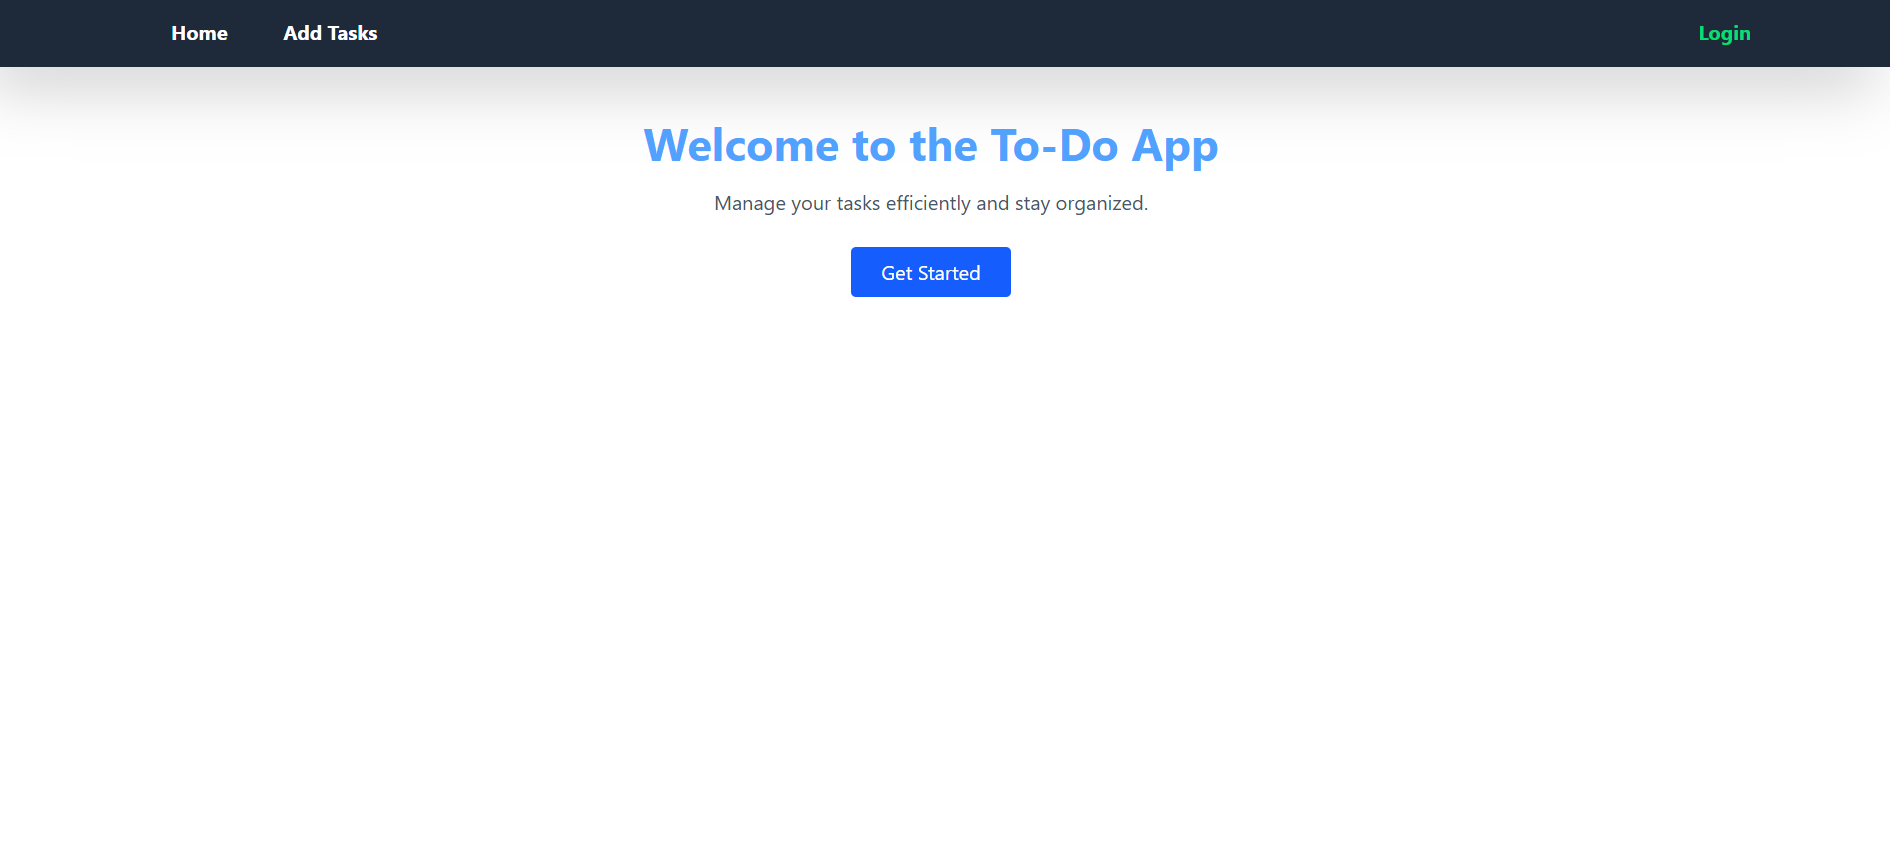 Home Add Tasks Login
Welcome to the To-Do App
Manage your tasks efficiently and stay organized.
Get Started